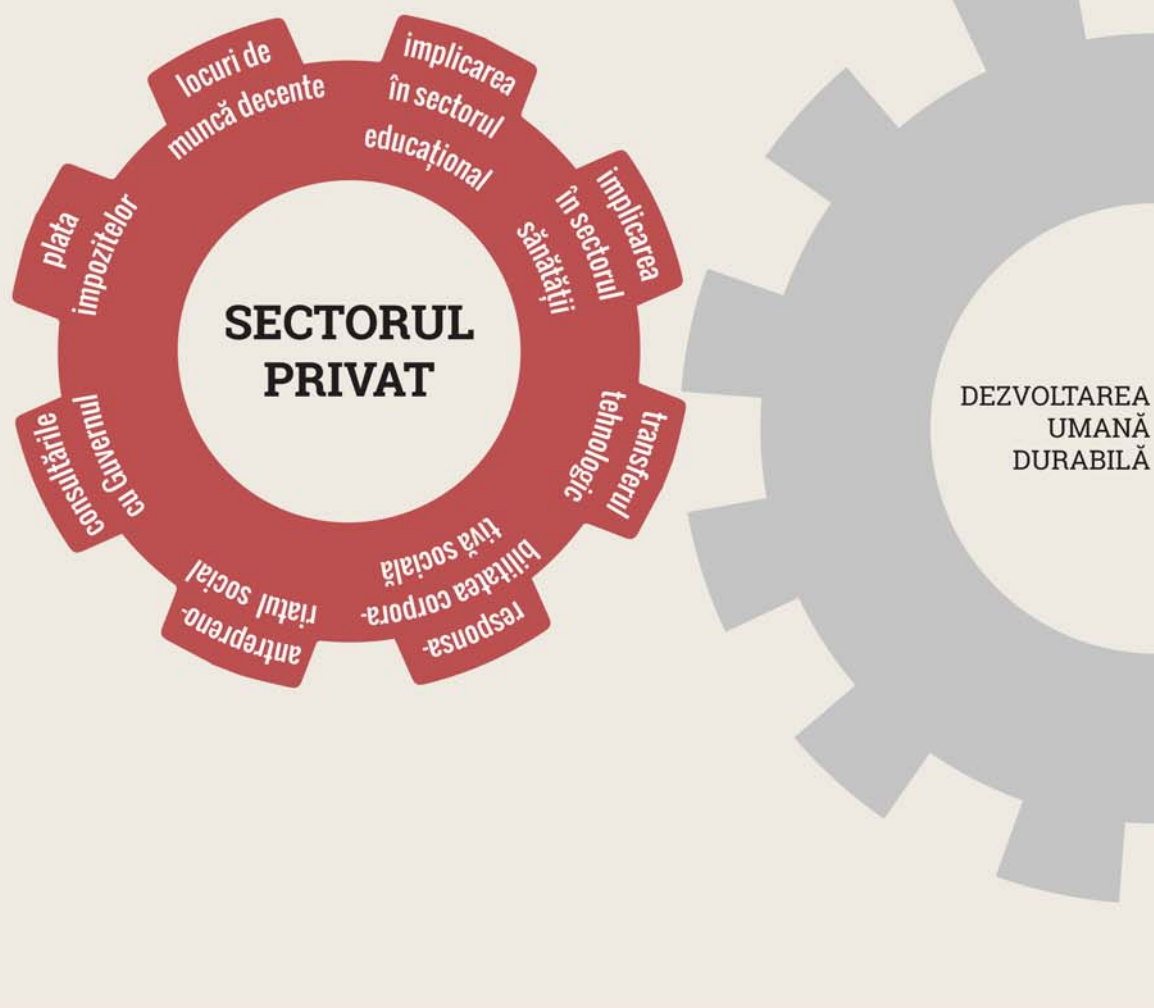 locuri de
muncă decente
implicarea
în sectorul
educațional
implicarea
în sectorul
sănătății
transferul
tehnologic
responsa-
bilitatea corpora-
tivă socială
antrepreno-
riatul social
consultările
cu Guvernul
plata
impozitelor
SECTORUL
PRIVAT
DEZVOLTAREA
UMANĂ
DURABILĂ